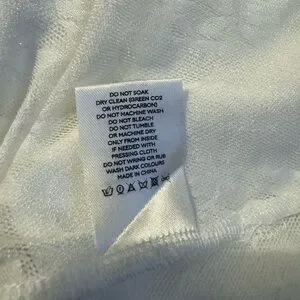 DO NOT SOAK
DRY CLEAN (GREEN CO2
OR HYDROCARBON)
DO NOT MACHINE WASH
DO NOT BLEACH
DO NOT TUMBLE
OR MACHINE DRY
ONLY FROM INSIDE
IF NEEDED WITH
PRESSING CLOTH
DO NOT WRING OR RUB
WASH DARK COLOURS
MADE IN CHINA